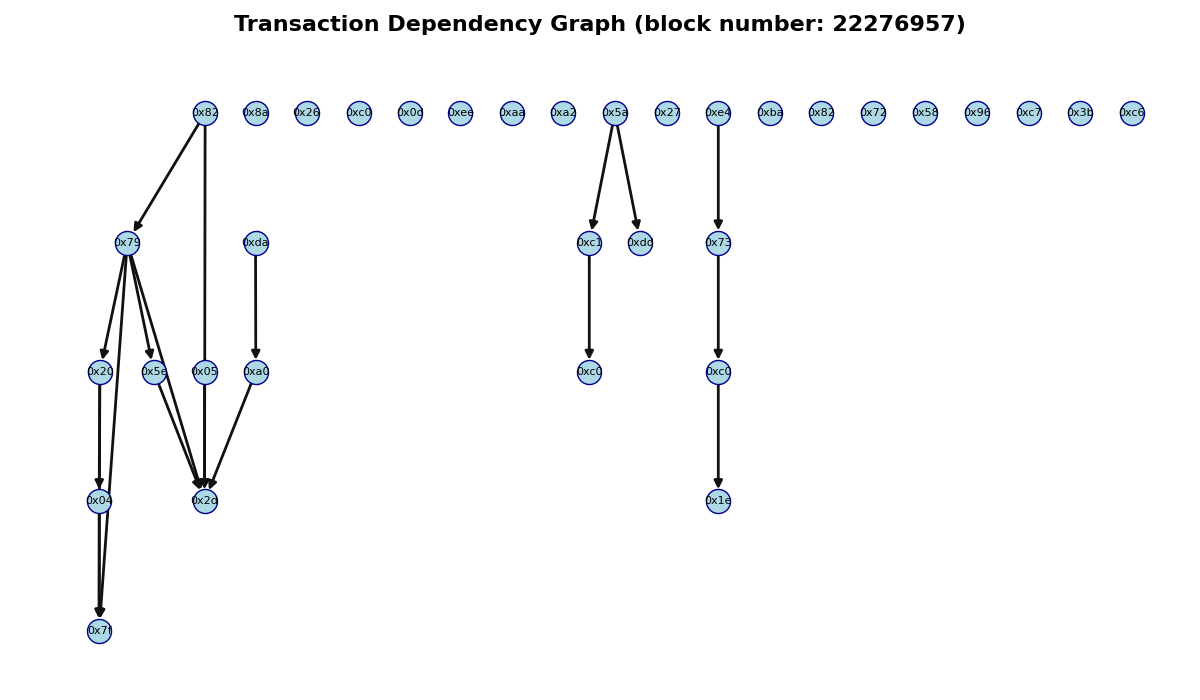 Transaction Dependency Graph (block number: 22276957)
0x82 0x8a 0x26 0xc0 0x0d 0xee 0xaa 0xa2 0x5a 0x27 0xe4 0xba 0x82 0x72 0x58 0x96 0xc7 0x3b 0xc6
0x79 0xda 0xc1 0xdd 0x73
0x20 0x5e 0x05 0xa0 0xc0 0xc0
0x04 0x2d 0x1e
0x7f